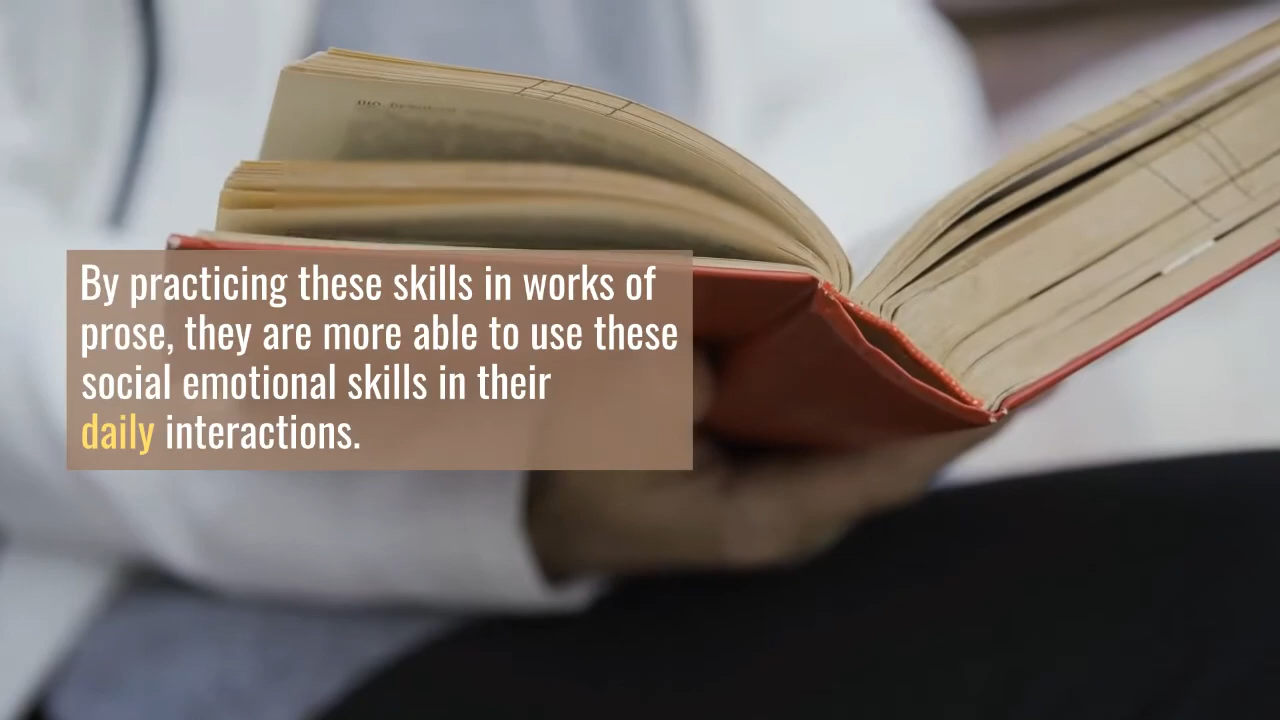 By practicing these skills in works of
prose, they are more able to use these
social emotional skills in their
daily interactions.